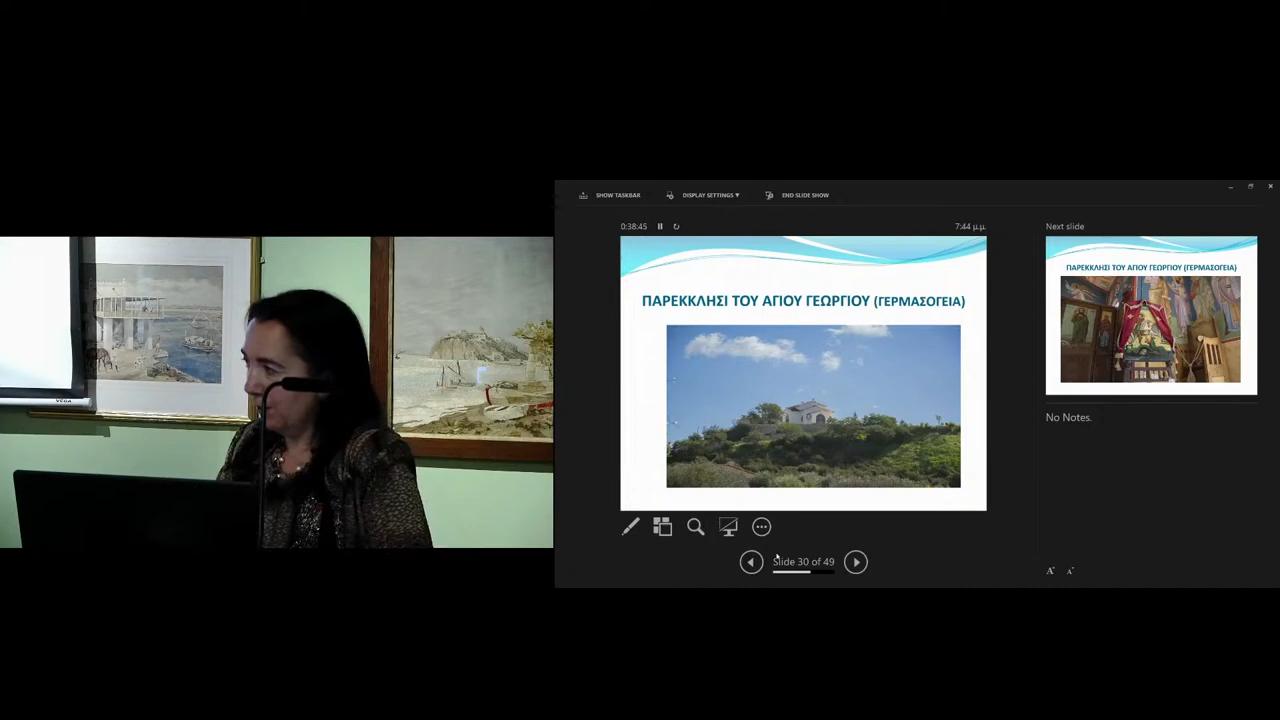 SHOW TASKBAR
DISPLAY SETTINGS ▾
END SLIDE SHOW
0:38:45
7:44 μ.μ.
ΠΑΡΕΚΚΛΗΣΙ ΤΟΥ ΑΓΙΟΥ ΓΕΩΡΓΙΟΥ (ΓΕΡΜΑΣΟΓΕΙΑ)
Slide 30 of 49
Next slide
ΠΑΡΕΚΚΛΗΣΙ ΤΟΥ ΑΓΙΟΥ ΓΕΩΡΓΙΟΥ (ΓΕΡΜΑΣΟΓΕΙΑ)
No Notes.
A A
VEGA